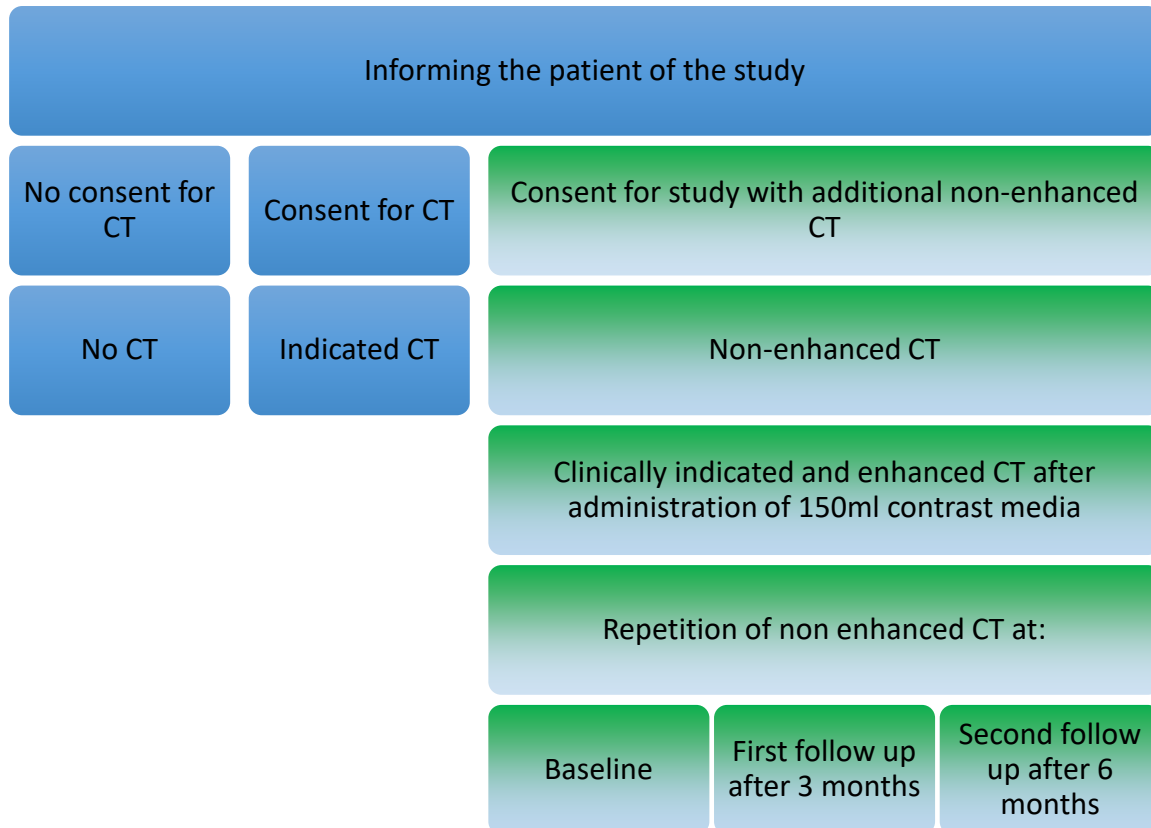 Informing the patient of the study
No consent for
CT
Consent for CT
Consent for study with additional non-enhanced
CT
No CT
Indicated CT
Non-enhanced CT
Clinically indicated and enhanced CT after
administration of 150ml contrast media
Repetition of non enhanced CT at:
Baseline
First follow up
after 3 months
Second follow
up after 6
months